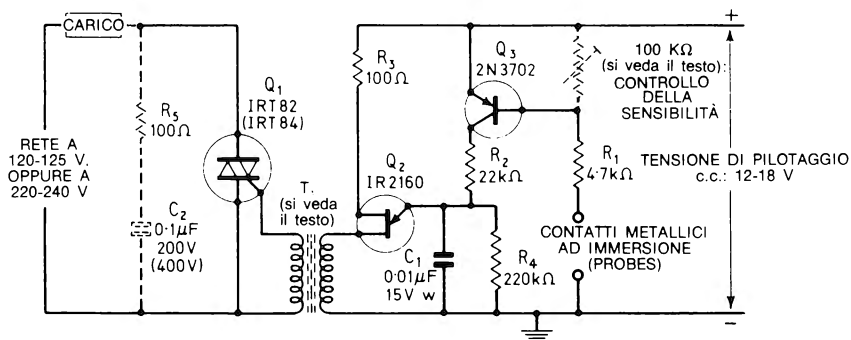 CARICO
RETE A
120-125 V.
OPPURE A
220-240 V
R5
100Ω
C2
0·1µF
200V
(400V)
Q1
IRT82
(IRT84)
T.
(si veda
il testo)
R3
100Ω
Q2
IR2160
C1
0·01µF
15V w
Q3
2N3702
R2
22kΩ
R4
220kΩ
100 KΩ
(si veda il testo):
CONTROLLO
DELLA
SENSIBILITÀ
R1
4·7kΩ
CONTATTI METALLICI
AD IMMERSIONE
(PROBES)
+
TENSIONE DI PILOTAGGIO
c.c.: 12-18 V
−